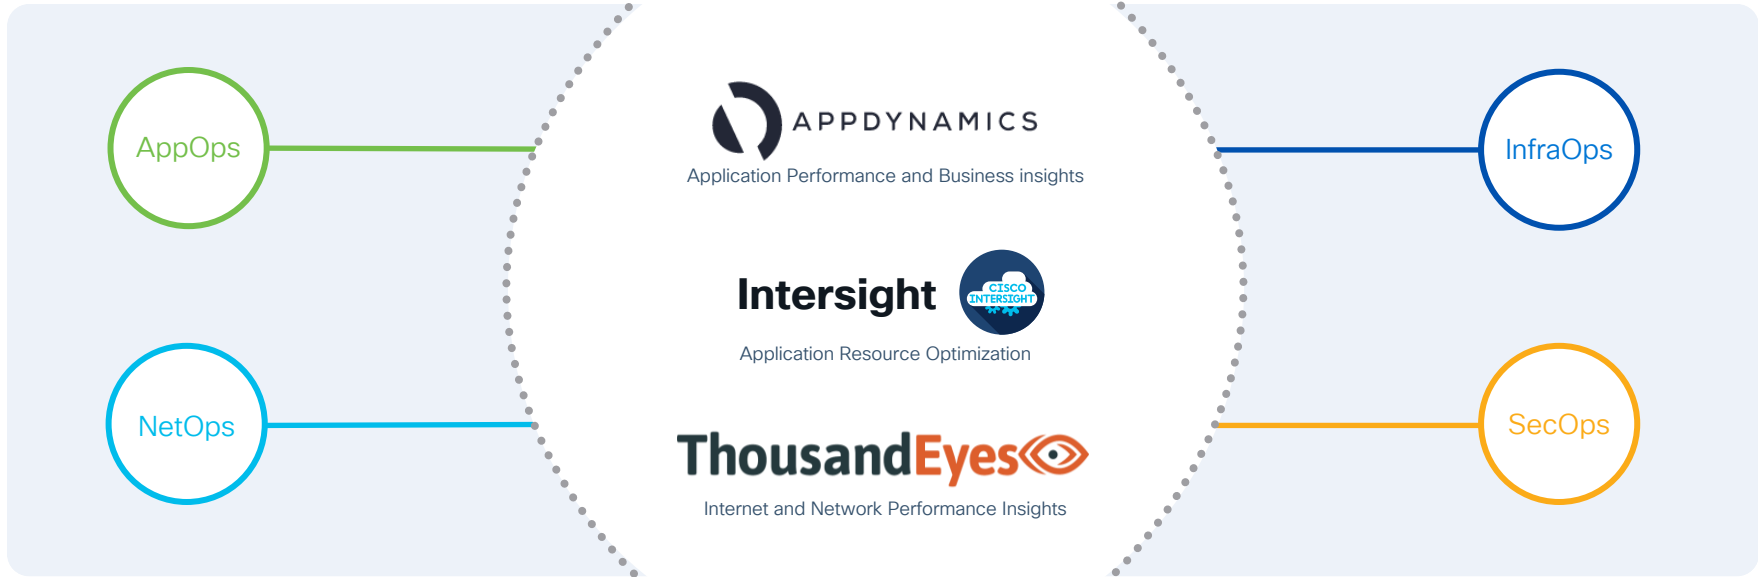 AppOps
NetOps
APPDYNAMICS
Application Performance and Business insights
Intersight
CISCO
INTERSIGHT
Application Resource Optimization
ThousandEyes
Internet and Network Performance Insights
InfraOps
SecOps